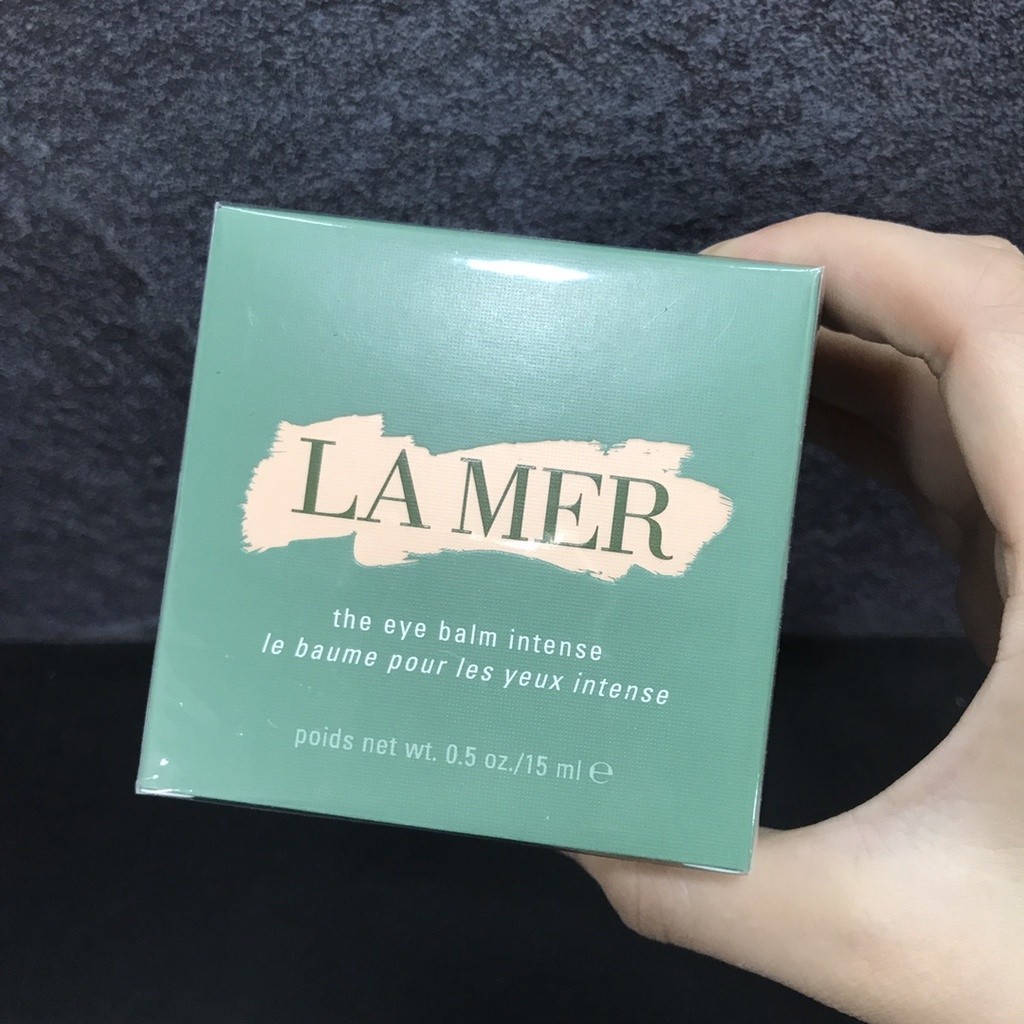 LA MER
the eye balm intense
le baume pour les yeux intense
poids net wt. 0.5 oz./15 ml ℮